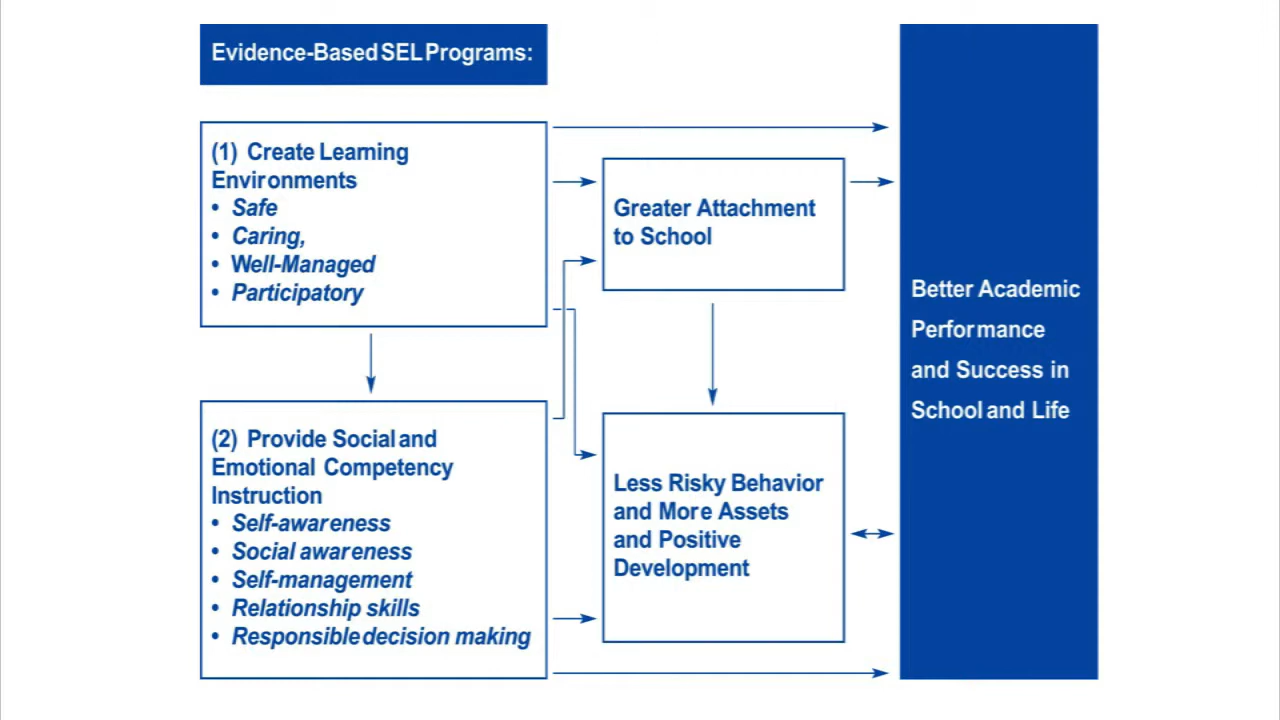 Evidence-Based SEL Programs:
(1) Create Learning
Environments
• Safe
• Caring,
• Well-Managed
• Participatory
(2) Provide Social and
Emotional Competency
Instruction
• Self-awareness
• Social awareness
• Self-management
• Relationship skills
• Responsible decision making
Greater Attachment
to School
Less Risky Behavior
and More Assets
and Positive
Development
Better Academic
Performance
and Success in
School and Life